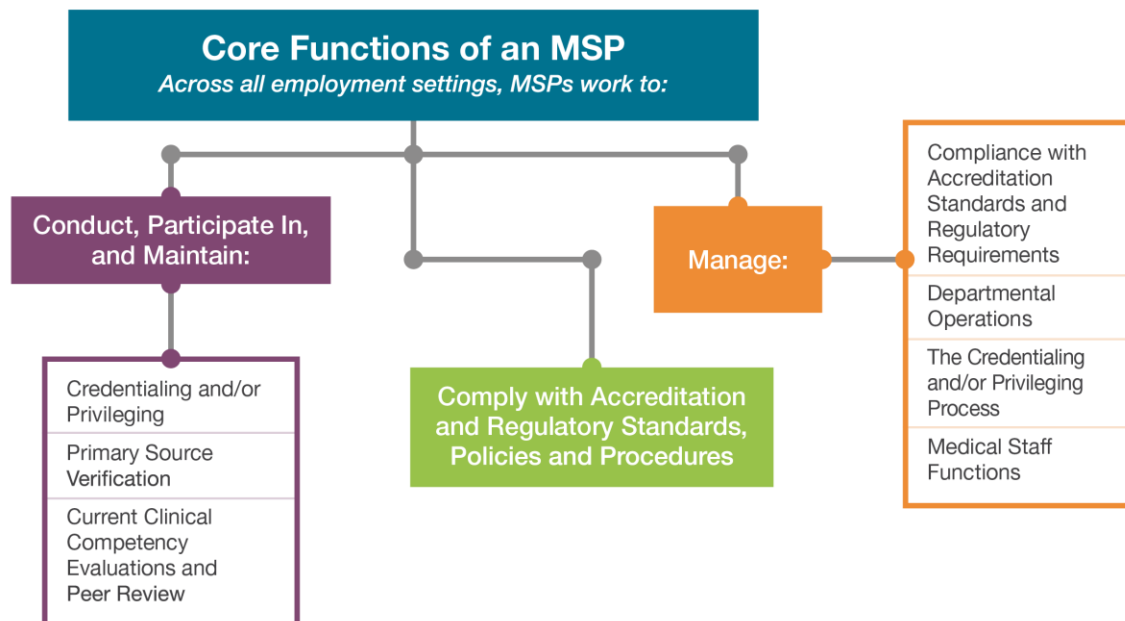 Core Functions of an MSP
Across all employment settings, MSPs work to:
Conduct, Participate In,
and Maintain:
Credentialing and/or
Privileging
Primary Source
Verification
Current Clinical
Competency
Evaluations and
Peer Review
Comply with Accreditation
and Regulatory Standards,
Policies and Procedures
Manage:
Compliance with
Accreditation
Standards and
Regulatory
Requirements
Departmental
Operations
The Credentialing
and/or Privileging
Process
Medical Staff
Functions